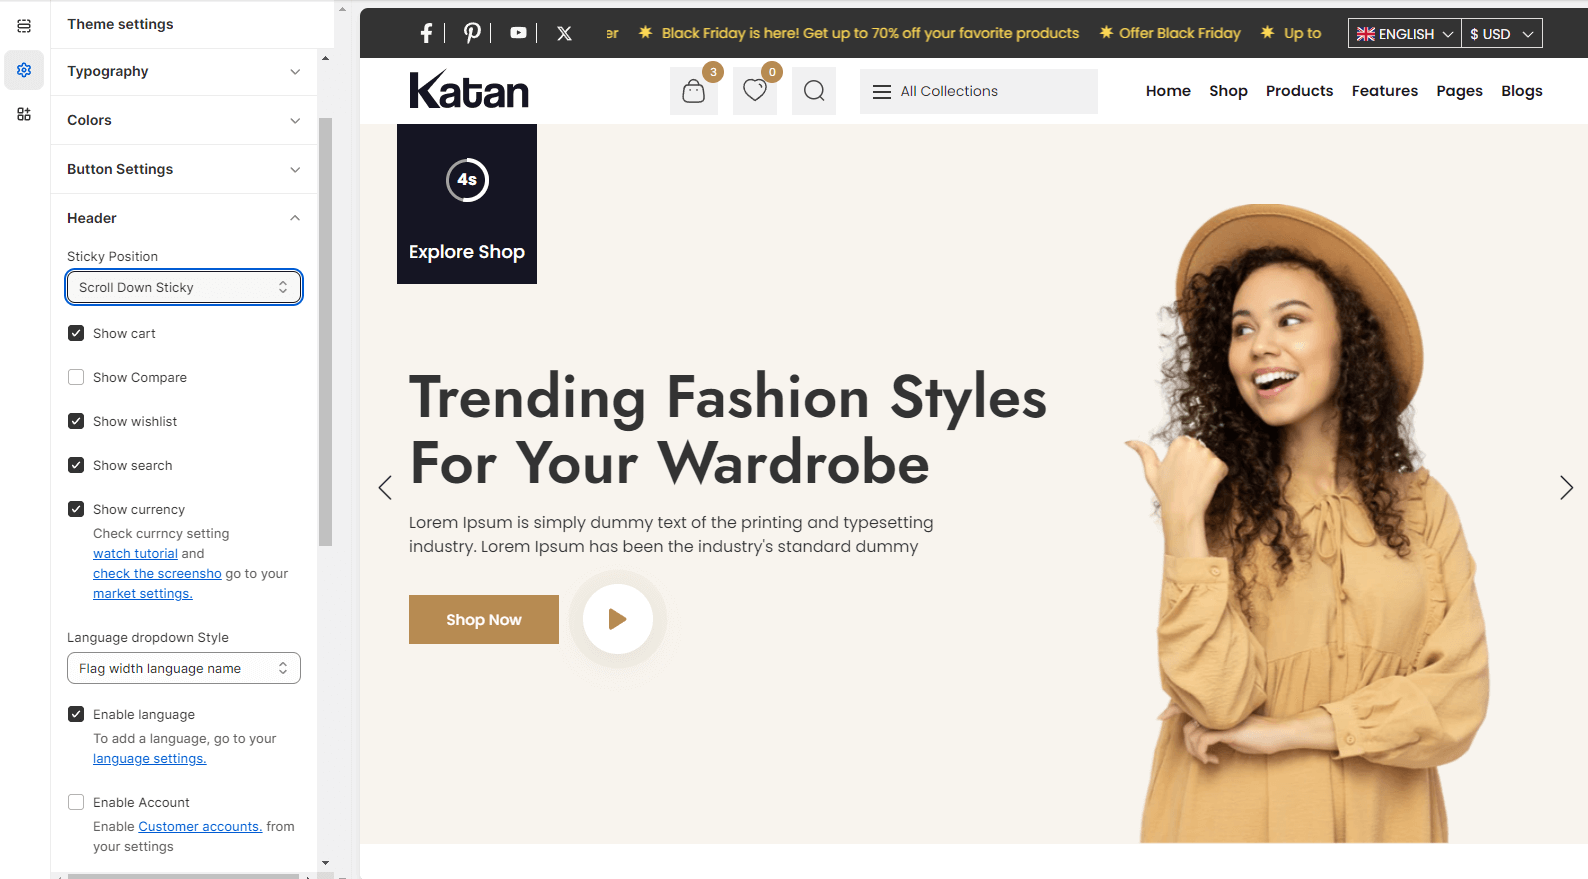 Theme settings
Typography
Colors
Button Settings
Header
Sticky Position
Scroll Down Sticky
Show cart
Show Compare
Show wishlist
Show search
Show currency
Check currncy setting
watch tutorial and
check the screensho go to your
market settings.
Language dropdown Style
Flag width language name
Enable language
To add a language, go to your
language settings.
Enable Account
Enable Customer accounts. from
your settings
er Black Friday is here! Get up to 70% off your favorite products Offer Black Friday Up to
ENGLISH $ USD
Katan
3
0
All Collections
Home Shop Products Features Pages Blogs
4s
Explore Shop
Trending Fashion Styles
For Your Wardrobe
Lorem Ipsum is simply dummy text of the printing and typesetting
industry. Lorem Ipsum has been the industry's standard dummy
Shop Now